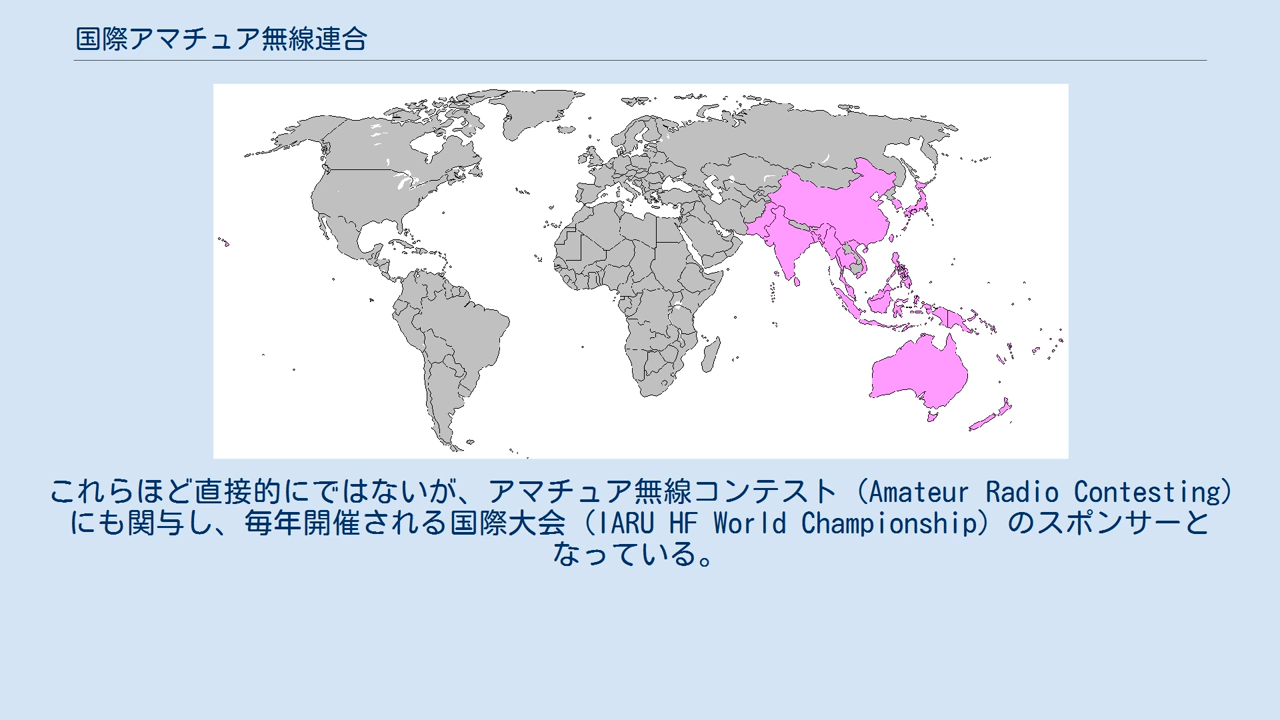 国際アマチュア無線連合
これらほど直接的にではないが、アマチュア無線コンテスト（Amateur Radio Contesting）
にも関与し、毎年開催される国際大会（IARU HF World Championship）のスポンサーと
なっている。